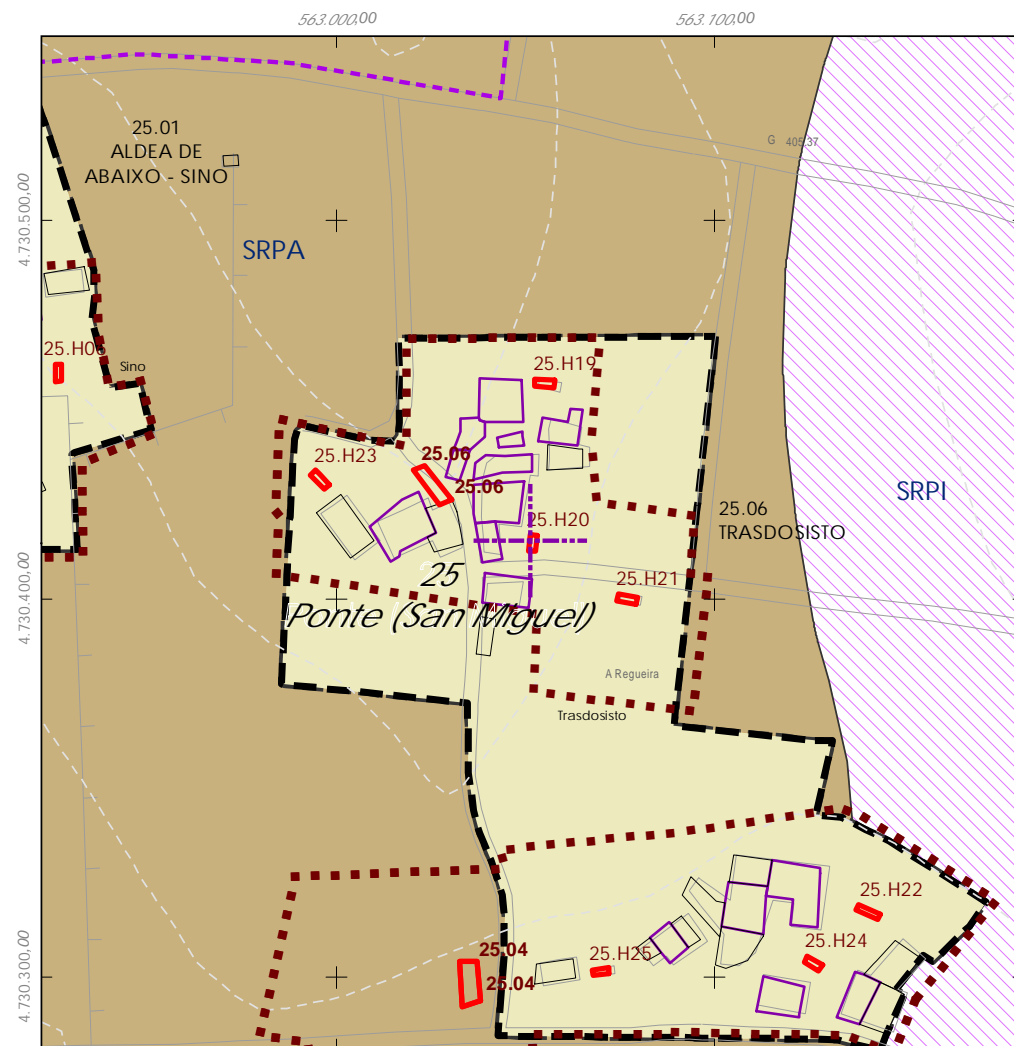 563.000,00
563.100,00
25.01
ALDEA DE
ABAIXO - SINO
G 405.37
4.730.500,00
SRPA
25.H06
Sino
25.H19
25.H23
25.06
25.06
SRPI
25.H20
25.06
TRASDOSISTO
25
25.H21
4.730.400,00
Ponte (San Miguel)
A Regueira
Trasdosisto
25.H22
25.04
25.H25
25.H24
25.04
4.730.300,00